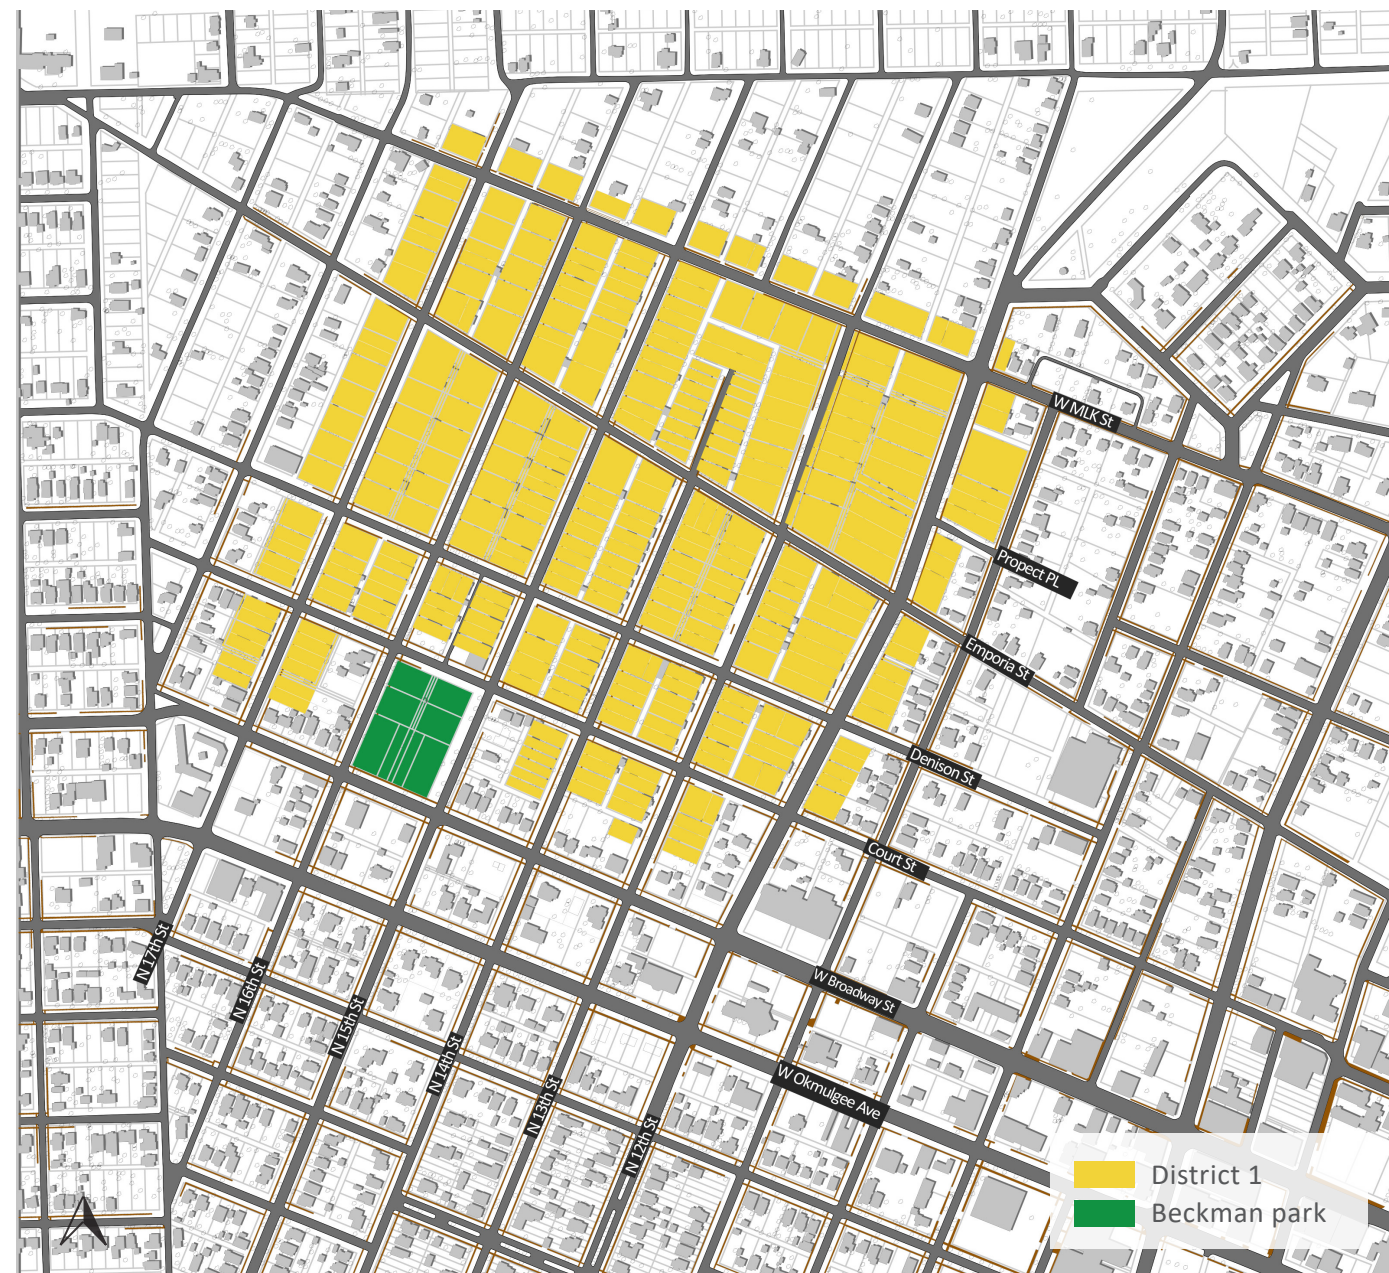 W MLK St
Propect PL
Emporia St
Denison St
Court St
N 17th St
N 16th St
W Broadway St
N 15th St
N 14th St
W Okmulgee Ave
N 13th St
N 12th St
District 1
Beckman park